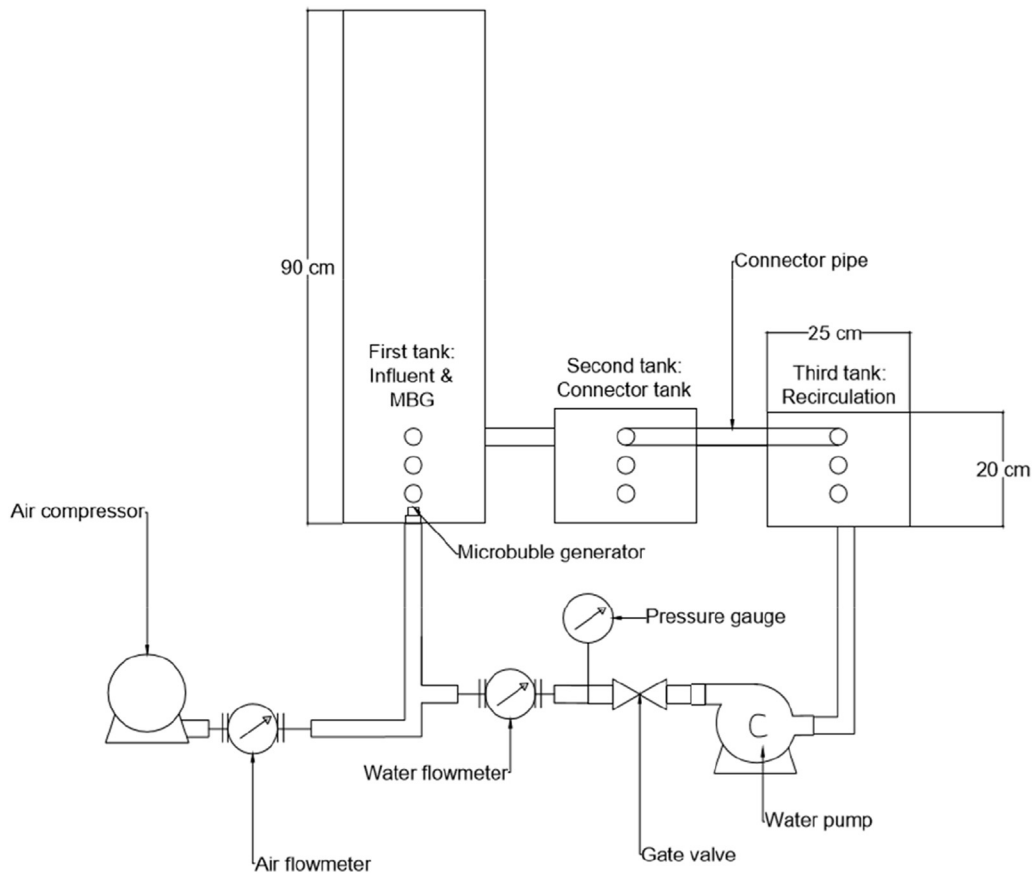 90 cm
First tank:
Influent &
MBG
Second tank:
Connector tank
Connector pipe
25 cm
Third tank:
Recirculation
20 cm
Air compressor
Microbuble generator
Pressure gauge
Water flowmeter
C
Water pump
Gate valve
Air flowmeter